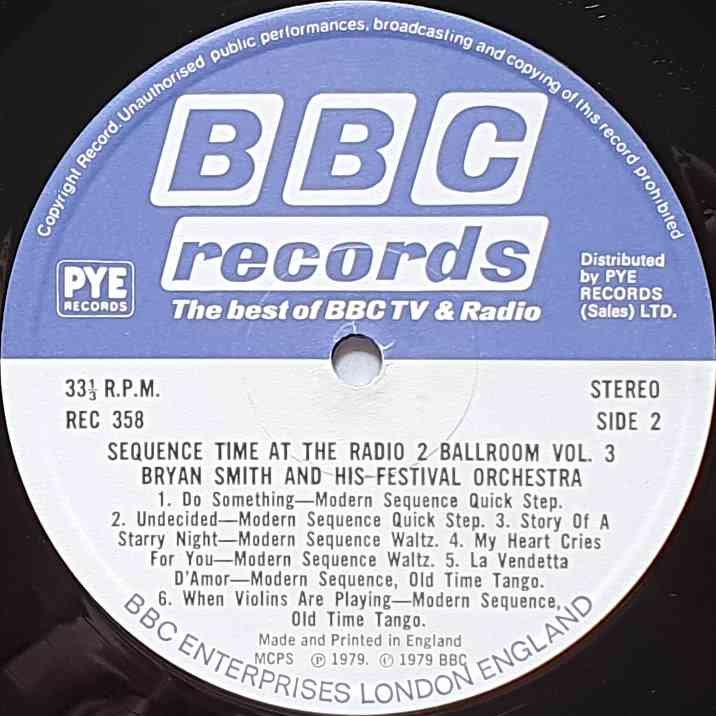 Copyright Record. Unauthorised public performances, broadcasting and copying of this record prohibited
BBC
records
The best of BBC TV & Radio
PYE
RECORDS
Distributed
by PYE
RECORDS
(Sales) LTD.
33⅓ R.P.M.
STEREO
REC 358
SIDE 2
SEQUENCE TIME AT THE RADIO 2 BALLROOM VOL. 3
BRYAN SMITH AND HIS FESTIVAL ORCHESTRA
1. Do Something—Modern Sequence Quick Step.
2. Undecided—Modern Sequence Quick Step. 3. Story Of A
Starry Night—Modern Sequence Waltz. 4. My Heart Cries
For You—Modern Sequence Waltz. 5. La Vendetta
D'Amor—Modern Sequence, Old Time Tango.
6. When Violins Are Playing—Modern Sequence,
Old Time Tango.
Made and Printed in England
MCPS ℗ 1979. © 1979 BBC
BBC ENTERPRISES LONDON ENGLAND